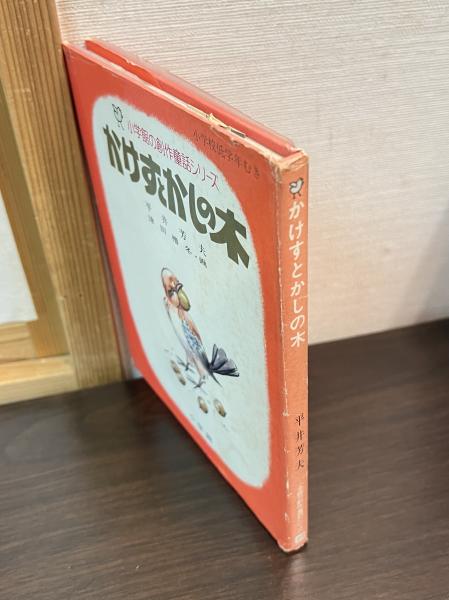 小学校低学年むき
小学館の創作童話シリーズ
かけすとかしの木
平井芳夫
かけすとかしの木
平井芳夫